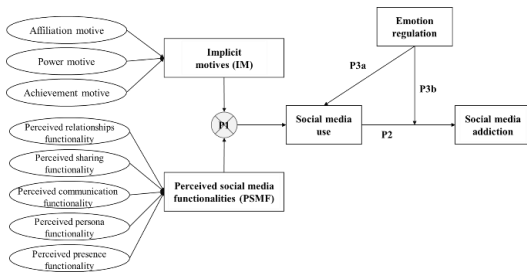 Affiliation motive
Power motive
Achievement motive
Implicit
motives (IM)
Emotion
regulation
P3a
P3b
P1
Social media
use
P2
Social media
addiction
Perceived relationships
functionality
Perceived sharing
functionality
Perceived communication
functionality
Perceived persona
functionality
Perceived presence
functionality
Perceived social media
functionalities (PSMF)